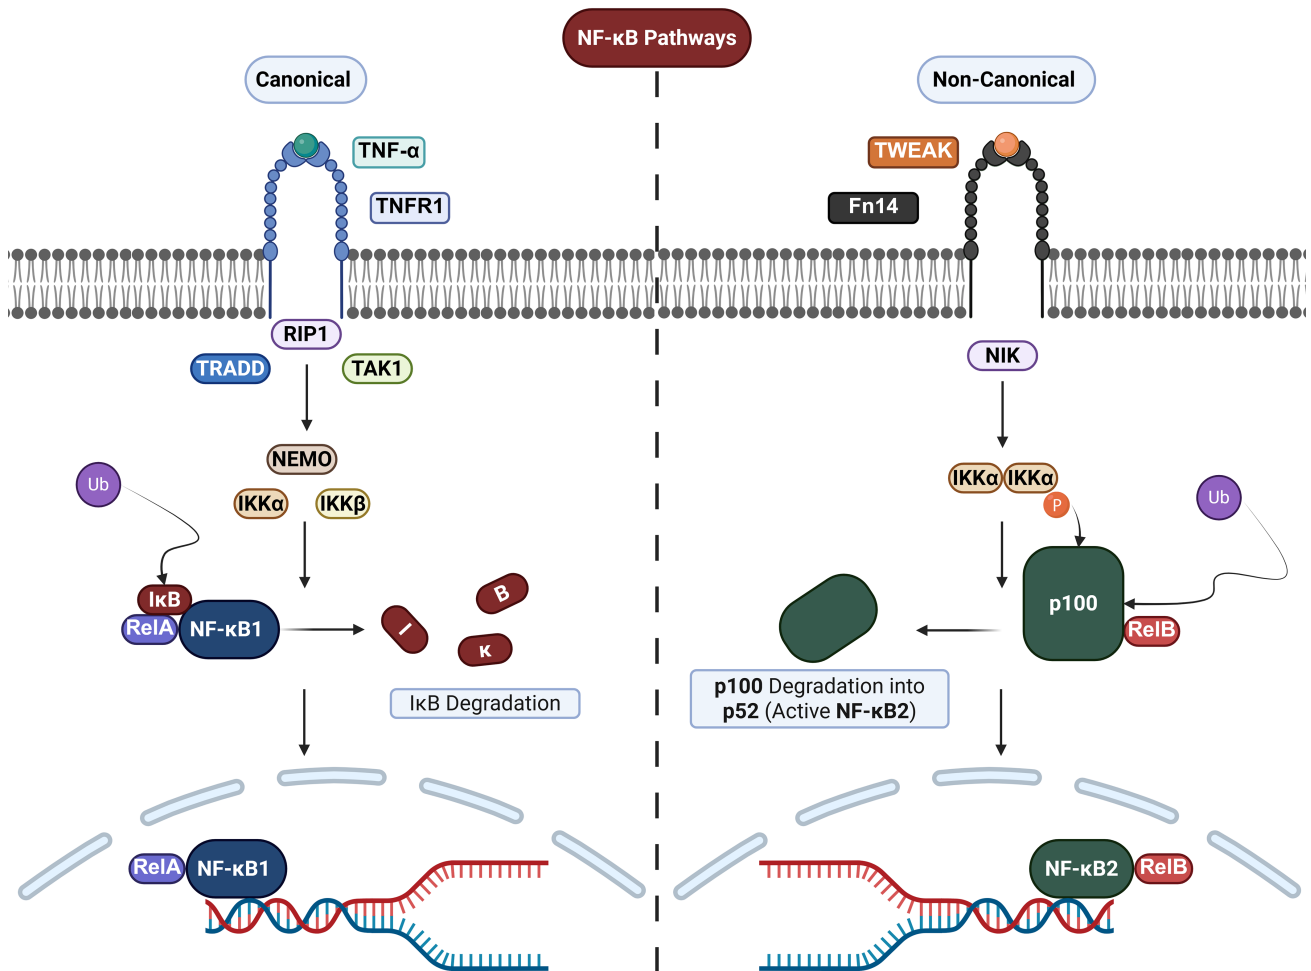 NF-κB Pathways
Canonical
TNF-α
TNFR1
RIP1
TRADD
TAK1
NEMO
IKKα
IKKβ
Ub
IκB
RelA
NF-κB1
I
κ
B
IκB Degradation
RelA
NF-κB1
Non-Canonical
TWEAK
Fn14
NIK
IKKα
IKKα
P
Ub
p100
RelB
p100 Degradation into
p52 (Active NF-κB2)
NF-κB2
RelB